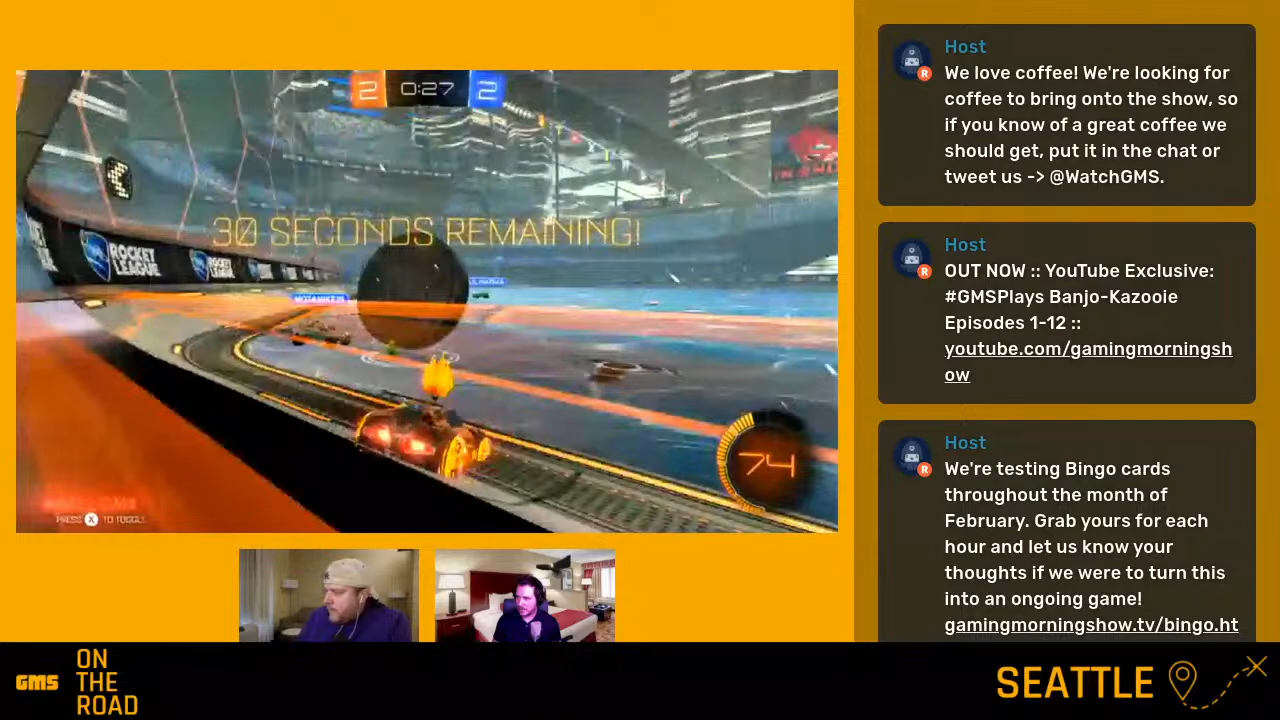 2 0:27 2
30 SECONDS REMAINING!
ROCKET
LEAGUE
ROCKET
LEAGUE
74
PRESS X TO TOGGLE
Host
We love coffee! We're looking for
coffee to bring onto the show, so
if you know of a great coffee we
should get, put it in the chat or
tweet us -> @WatchGMS.
Host
OUT NOW :: YouTube Exclusive:
#GMSPlays Banjo-Kazooie
Episodes 1-12 ::
youtube.com/gamingmorningsh
ow
Host
We're testing Bingo cards
throughout the month of
February. Grab yours for each
hour and let us know your
thoughts if we were to turn this
into an ongoing game!
gamingmorningshow.tv/bingo.ht
GMS
ON
THE
ROAD
SEATTLE